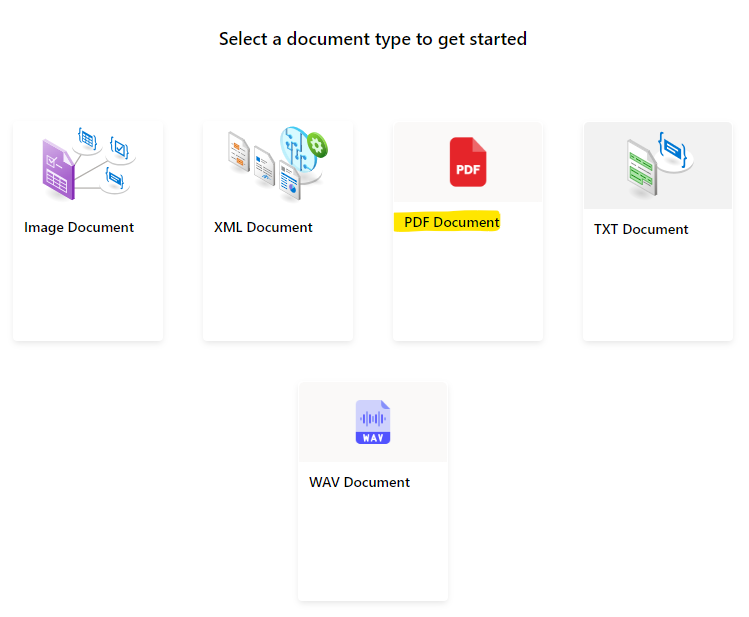 Select a document type to get started
Image Document
XML Document
PDF
PDF Document
TXT Document
WAV
WAV Document